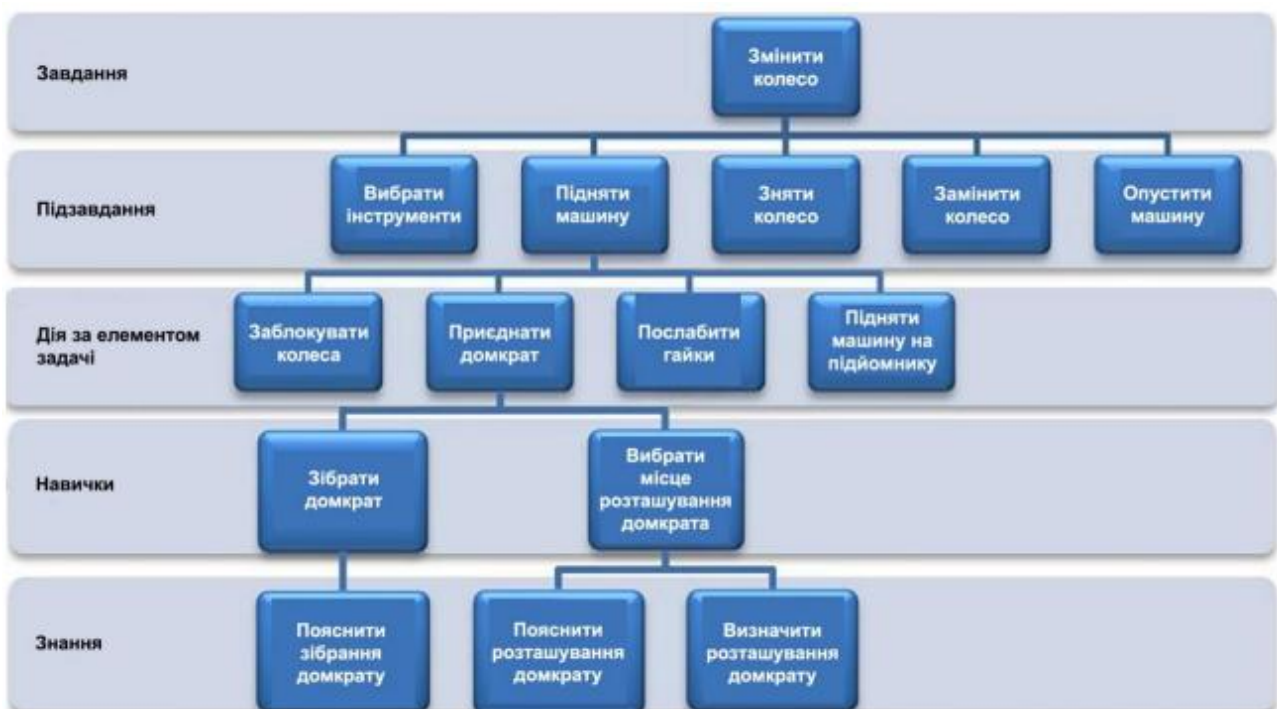 Завдання
Змінити
колесо
Підзавдання
Вибрати
інструменти
Підняти
машину
Зняти
колесо
Замінити
колесо
Опустити
машину
Дія за елементом
задачі
Заблокувати
колеса
Приєднати
домкрат
Послабити
гайки
Підняти
машину на
підйомнику
Навички
Зібрати
домкрат
Вибрати
місце
розташування
домкрата
Знання
Пояснити
зібрання
домкрату
Пояснити
розташування
домкрату
Визначити
розташування
домкрату